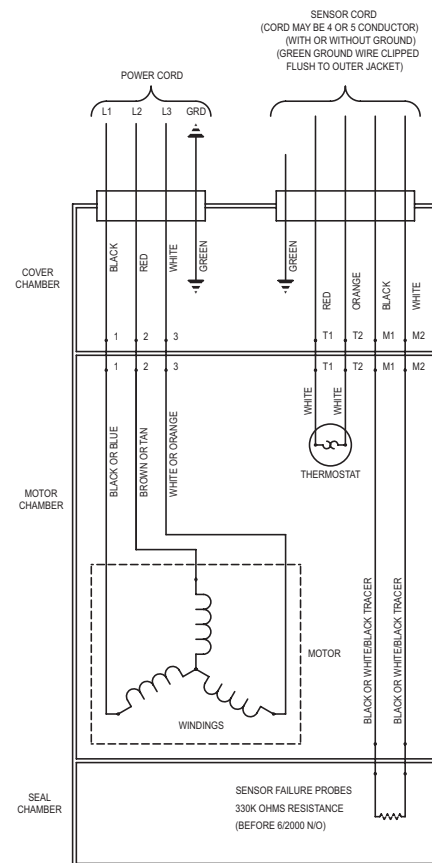 SENSOR CORD
(CORD MAY BE 4 OR 5 CONDUCTOR)
(WITH OR WITHOUT GROUND)
(GREEN GROUND WIRE CLIPPED
FLUSH TO OUTER JACKET)
POWER CORD
L1 L2 L3 GRD
COVER
CHAMBER
BLACK
RED
WHITE
GREEN
GREEN
RED
ORANGE
BLACK
WHITE
1 2 3 T1 T2 M1 M2
1 2 3 T1 T2 M1 M2
MOTOR
CHAMBER
BLACK OR BLUE
BROWN OR TAN
WHITE OR ORANGE
WHITE
WHITE
THERMOSTAT
BLACK OR WHITE/BLACK TRACER
BLACK OR WHITE/BLACK TRACER
MOTOR
WINDINGS
SEAL
CHAMBER
SENSOR FAILURE PROBES
330K OHMS RESISTANCE
(BEFORE 6/2000 N/O)